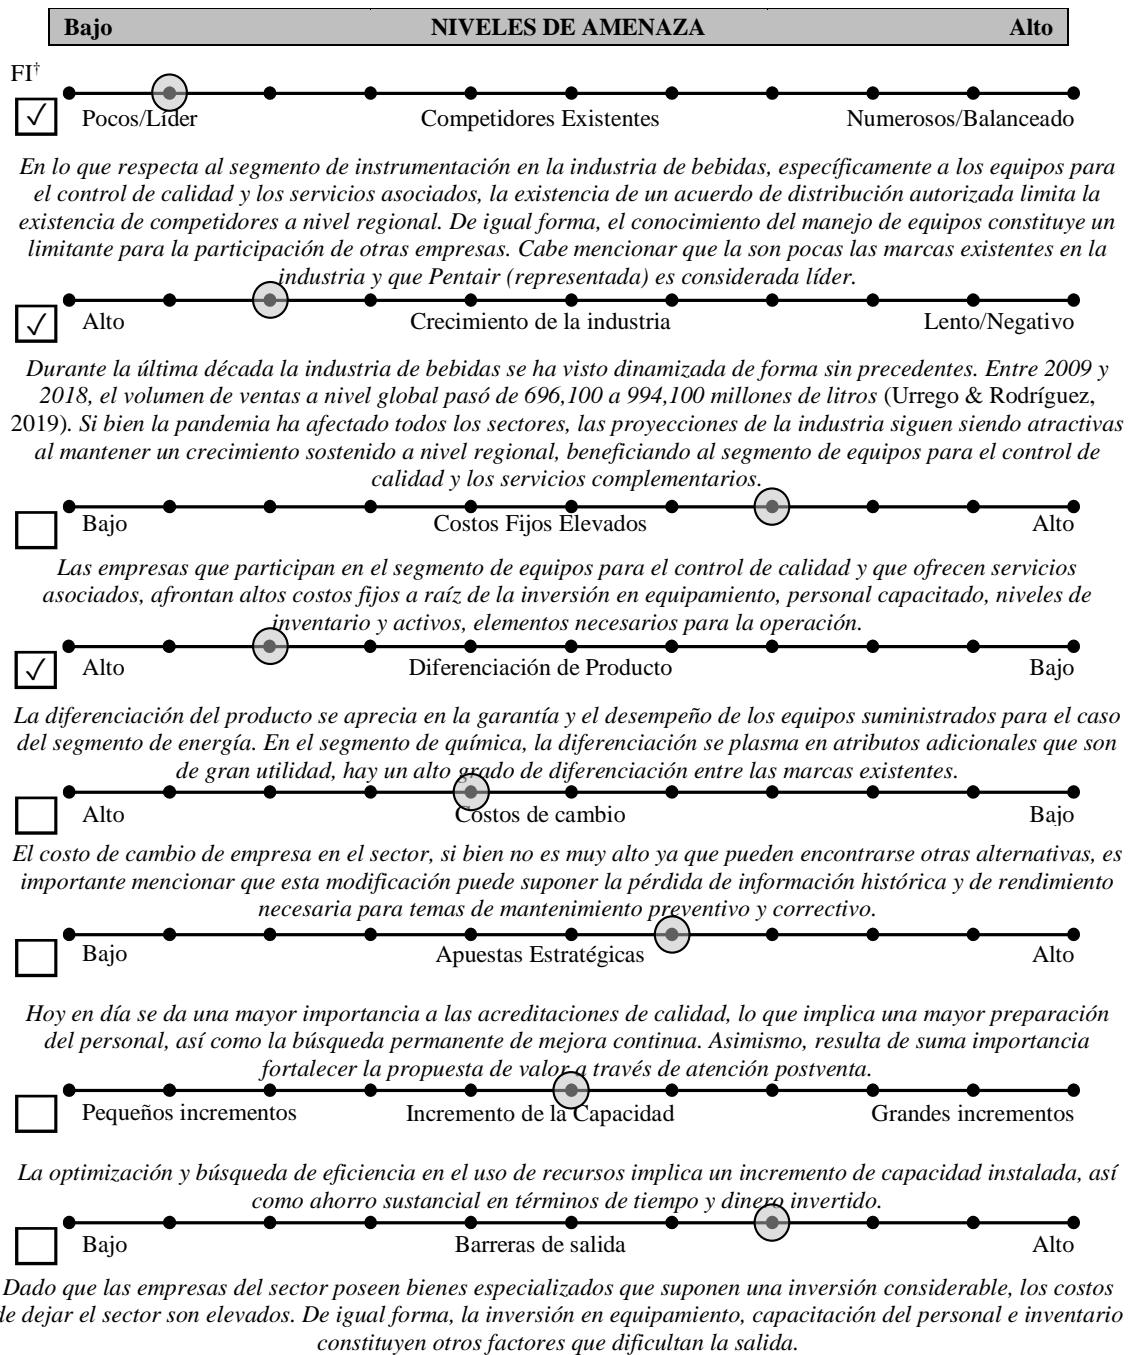 Bajo NIVELES DE AMENAZA Alto
FI†
✓ Pocos/Líder Competidores Existentes Numerosos/Balanceado
En lo que respecta al segmento de instrumentación en la industria de bebidas, específicamente a los equipos para
el control de calidad y los servicios asociados, la existencia de un acuerdo de distribución autorizada limita la
existencia de competidores a nivel regional. De igual forma, el conocimiento del manejo de equipos constituye un
limitante para la participación de otras empresas. Cabe mencionar que la son pocas las marcas existentes en la
industria y que Pentair (representada) es considerada líder.
✓ Alto Crecimiento de la industria Lento/Negativo
Durante la última década la industria de bebidas se ha visto dinamizada de forma sin precedentes. Entre 2009 y
2018, el volumen de ventas a nivel global pasó de 696,100 a 994,100 millones de litros (Urrego & Rodríguez,
2019). Si bien la pandemia ha afectado todos los sectores, las proyecciones de la industria siguen siendo atractivas
al mantener un crecimiento sostenido a nivel regional, beneficiando al segmento de equipos para el control de
calidad y los servicios complementarios.
Bajo Costos Fijos Elevados Alto
Las empresas que participan en el segmento de equipos para el control de calidad y que ofrecen servicios
asociados, afrontan altos costos fijos a raíz de la inversión en equipamiento, personal capacitado, niveles de
inventario y activos, elementos necesarios para la operación.
✓ Alto Diferenciación de Producto Bajo
La diferenciación del producto se aprecia en la garantía y el desempeño de los equipos suministrados para el caso
del segmento de energía. En el segmento de química, la diferenciación se plasma en atributos adicionales que son
de gran utilidad, hay un alto grado de diferenciación entre las marcas existentes.
Alto Costos de cambio Bajo
El costo de cambio de empresa en el sector, si bien no es muy alto ya que pueden encontrarse otras alternativas, es
importante mencionar que esta modificación puede suponer la pérdida de información histórica y de rendimiento
necesaria para temas de mantenimiento preventivo y correctivo.
Bajo Apuestas Estratégicas Alto
Hoy en día se da una mayor importancia a las acreditaciones de calidad, lo que implica una mayor preparación
del personal, así como la búsqueda permanente de mejora continua. Asimismo, resulta de suma importancia
fortalecer la propuesta de valor a través de atención postventa.
Pequeños incrementos Incremento de la Capacidad Grandes incrementos
La optimización y búsqueda de eficiencia en el uso de recursos implica un incremento de capacidad instalada, así
como ahorro sustancial en términos de tiempo y dinero invertido.
Bajo Barreras de salida Alto
Dado que las empresas del sector poseen bienes especializados que suponen una inversión considerable, los costos
de dejar el sector son elevados. De igual forma, la inversión en equipamiento, capacitación del personal e inventario
constituyen otros factores que dificultan la salida.